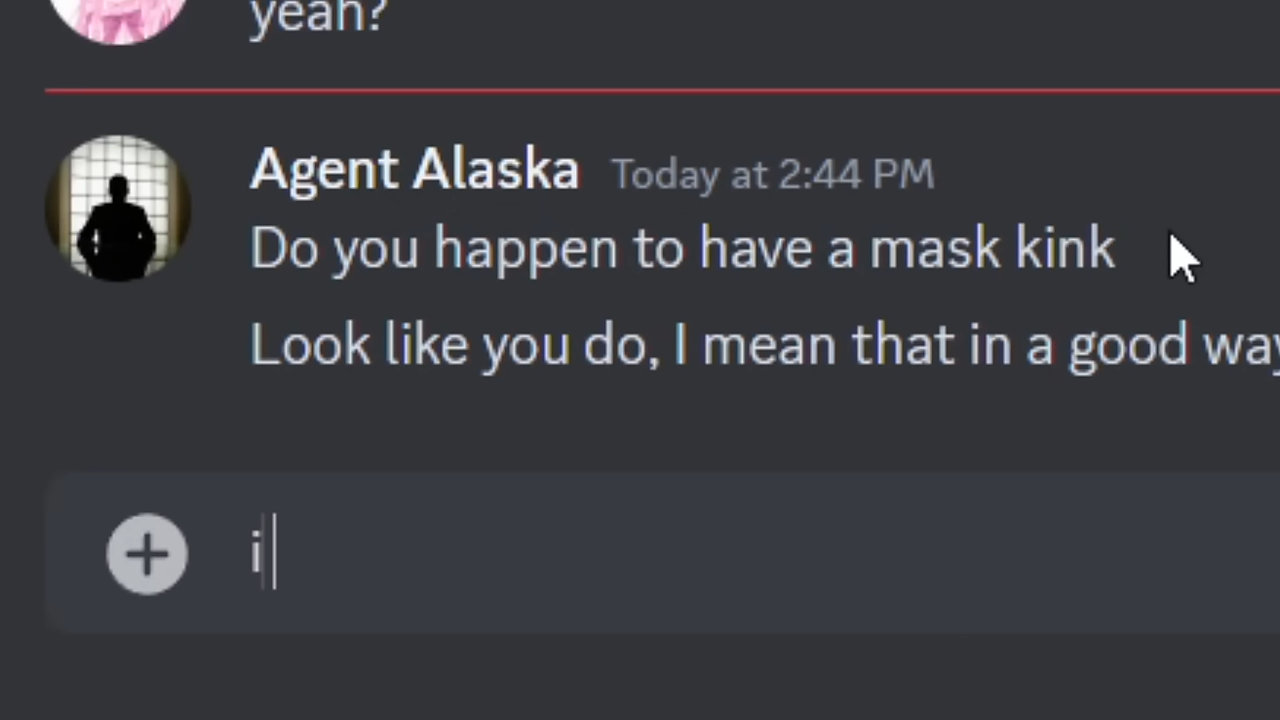 yeah?
Agent Alaska Today at 2:44 PM
Do you happen to have a mask kink
Look like you do, I mean that in a good way
i